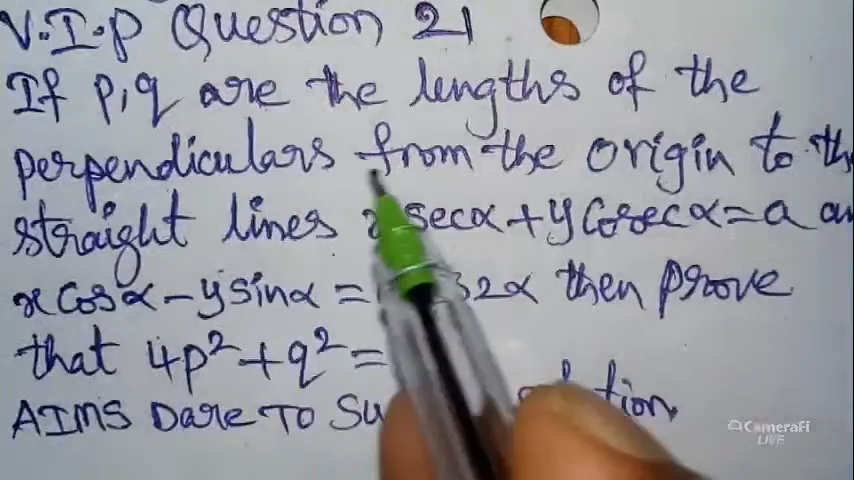 V.I.P Question 21
If p,q are the lengths of the
perpendiculars from the origin to th
straight lines x secα + y Cosecα = a an
x Cosα - y sinα = s2α then prove
that 4p² + q² =
AIMS DARE TO SU tion.
CameraFi
LIVE